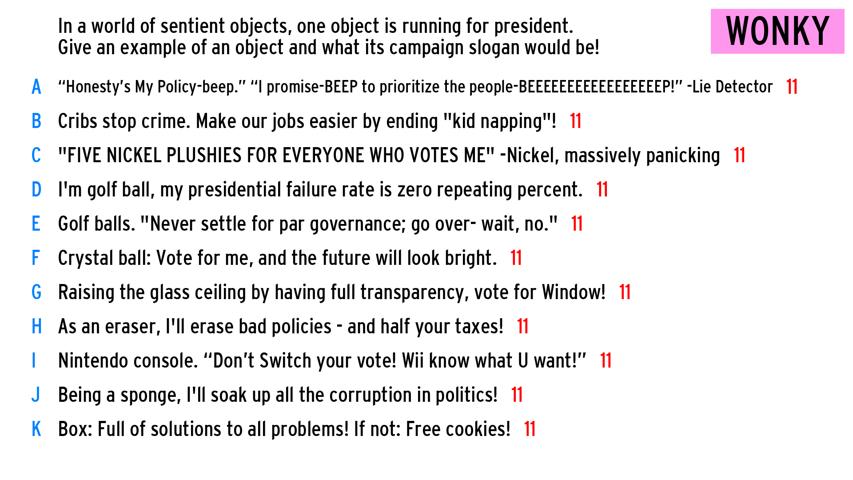 In a world of sentient objects, one object is running for president.
Give an example of an object and what its campaign slogan would be!
WONKY
A “Honesty’s My Policy-beep.” “I promise-BEEP to prioritize the people-BEEEEEEEEEEEEEEEEEP!” -Lie Detector 11
B Cribs stop crime. Make our jobs easier by ending "kid napping"! 11
C "FIVE NICKEL PLUSHIES FOR EVERYONE WHO VOTES ME" -Nickel, massively panicking 11
D I'm golf ball, my presidential failure rate is zero repeating percent. 11
E Golf balls. "Never settle for par governance; go over- wait, no." 11
F Crystal ball: Vote for me, and the future will look bright. 11
G Raising the glass ceiling by having full transparency, vote for Window! 11
H As an eraser, I'll erase bad policies - and half your taxes! 11
I Nintendo console. “Don’t Switch your vote! Wii know what U want!” 11
J Being a sponge, I'll soak up all the corruption in politics! 11
K Box: Full of solutions to all problems! If not: Free cookies! 11